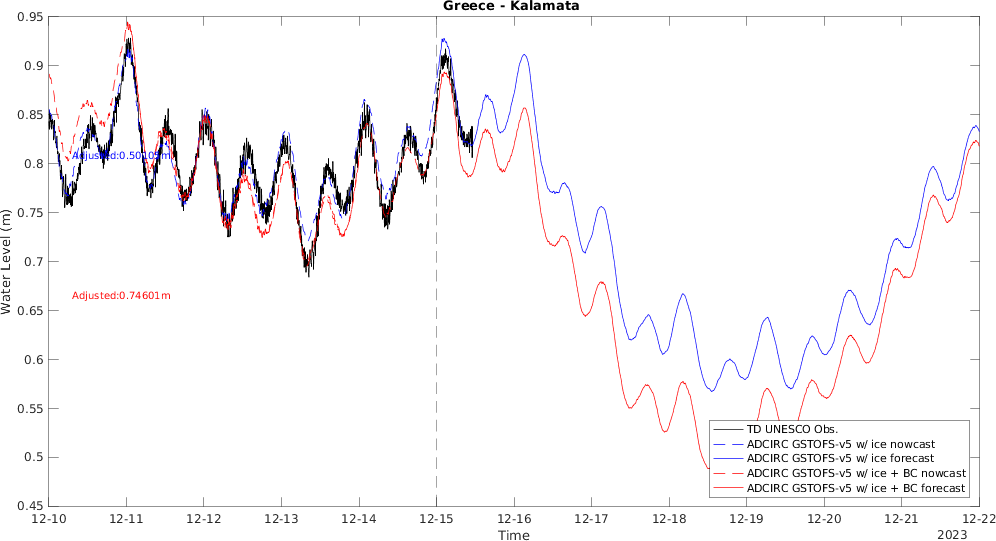 Greece - Kalamata
0.95
0.9
0.85
0.8
0.75
0.7
0.65
0.6
0.55
0.5
0.45
Water Level (m)
Adjusted:0.74601m
TD UNESCO Obs.
ADCIRC GSTOFS-v5 w/ ice nowcast
ADCIRC GSTOFS-v5 w/ ice forecast
ADCIRC GSTOFS-v5 w/ ice + BC nowcast
ADCIRC GSTOFS-v5 w/ ice + BC forecast
12-10 12-11 12-12 12-13 12-14 12-15 12-16 12-17 12-18 12-19 12-20 12-21 12-22
Time
2023